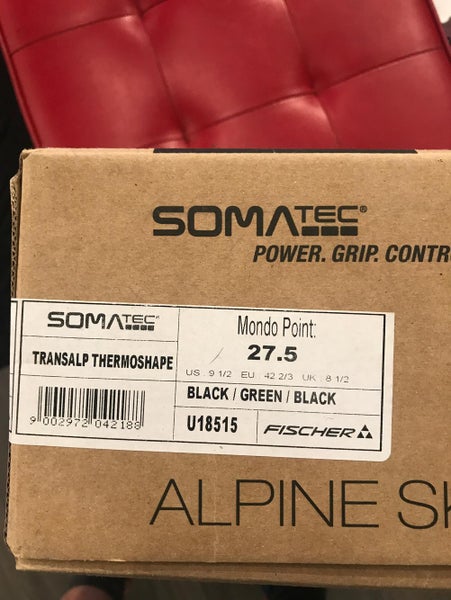 SOMATEC®
POWER. GRIP. CONTR
SOMATEC®
TRANSALP THERMOSHAPE
9 002972 042188
Mondo Point:
27.5
US : 9 1/2 EU : 42 2/3 UK : 8 1/2
BLACK / GREEN / BLACK
U18515 FISCHER
ALPINE SK